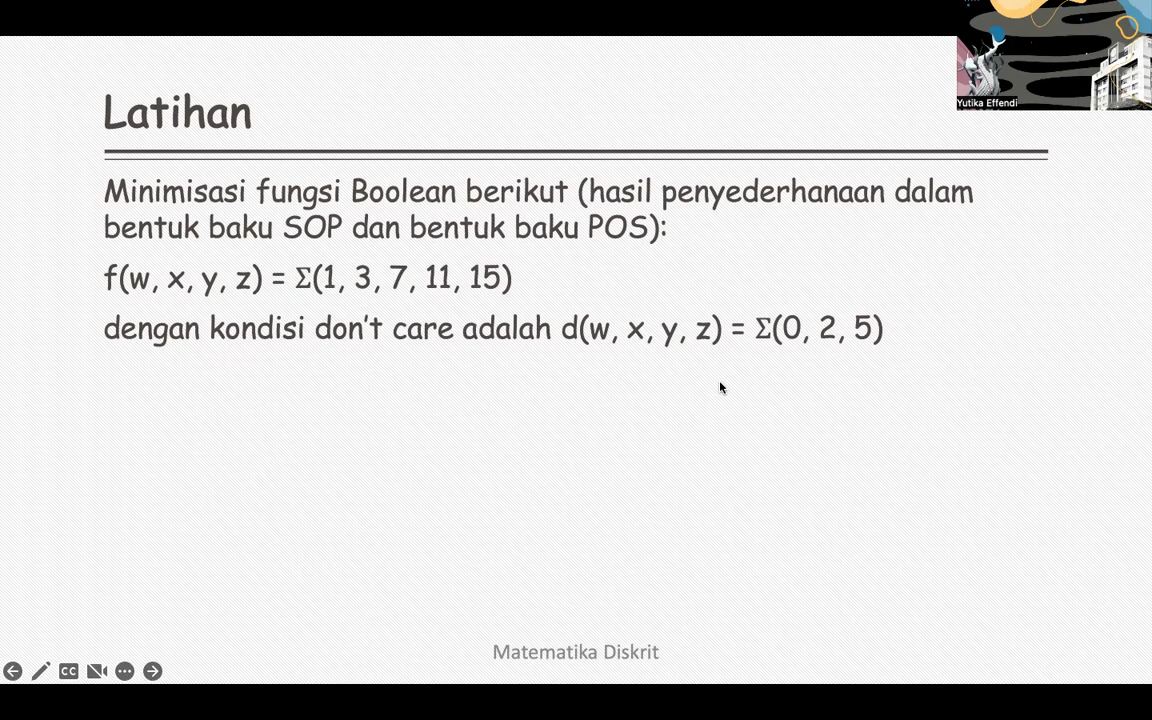 Yutika Effendi
Latihan
Minimisasi fungsi Boolean berikut (hasil penyederhanaan dalam
bentuk baku SOP dan bentuk baku POS):
f(w, x, y, z) = Σ(1, 3, 7, 11, 15)
dengan kondisi don’t care adalah d(w, x, y, z) = Σ(0, 2, 5)
Matematika Diskrit
CC